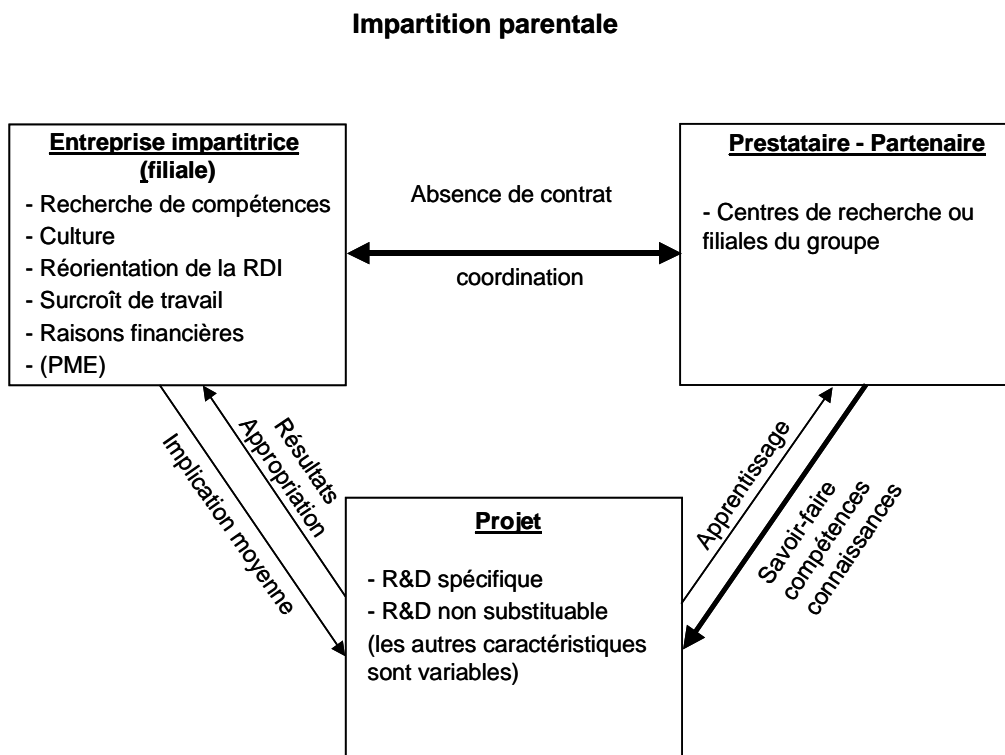 Impartition parentale
Entreprise impartitrice
(filiale)
- Recherche de compétences
- Culture
- Réorientation de la RDI
- Surcroît de travail
- Raisons financières
- (PME)
Absence de contrat
coordination
Prestataire - Partenaire
- Centres de recherche ou
filiales du groupe
Implication moyenne
Résultats
Appropriation
Apprentissage
Savoir-faire
compétences
connaissances
Projet
- R&D spécifique
- R&D non substituable
(les autres caractéristiques
sont variables)